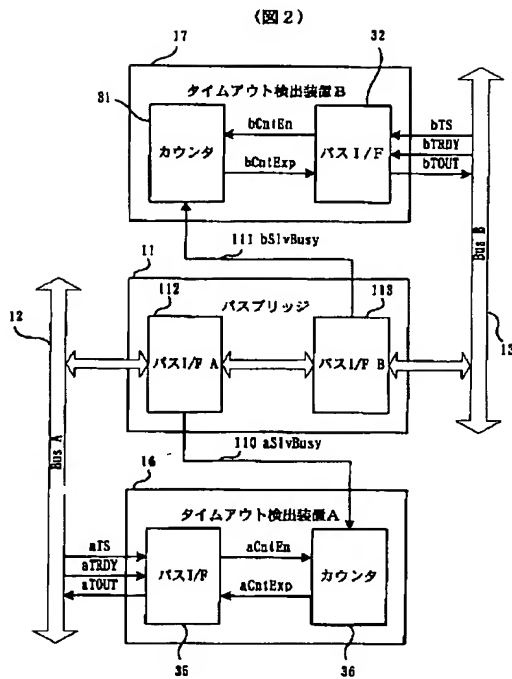 (図2)
17
32
タイムアウト検出装置B
31
bCntEn
bTS
カウンタ
バスI/F
bTRDY
bCntExp
bTOUT
111 bSlvBusy
Bus B
11
112
113
12
バスブリッジ
13
バスI/F A
バスI/F B
110 aSlvBusy
Bus A
16
タイムアウト検出装置A
aTS
aCntEn
aTRDY
バスI/F
カウンタ
aTOUT
aCntExp
35
36